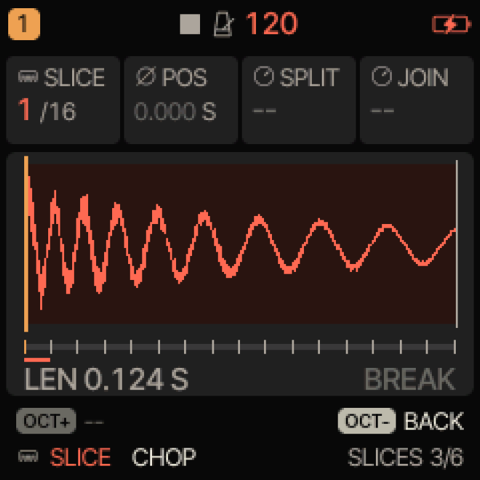 1 120
SLICE POS SPLIT JOIN
1 /16 0.000 S -- --
LEN 0.124 S BREAK
OCT+ -- OCT- BACK
SLICE CHOP SLICES 3/6